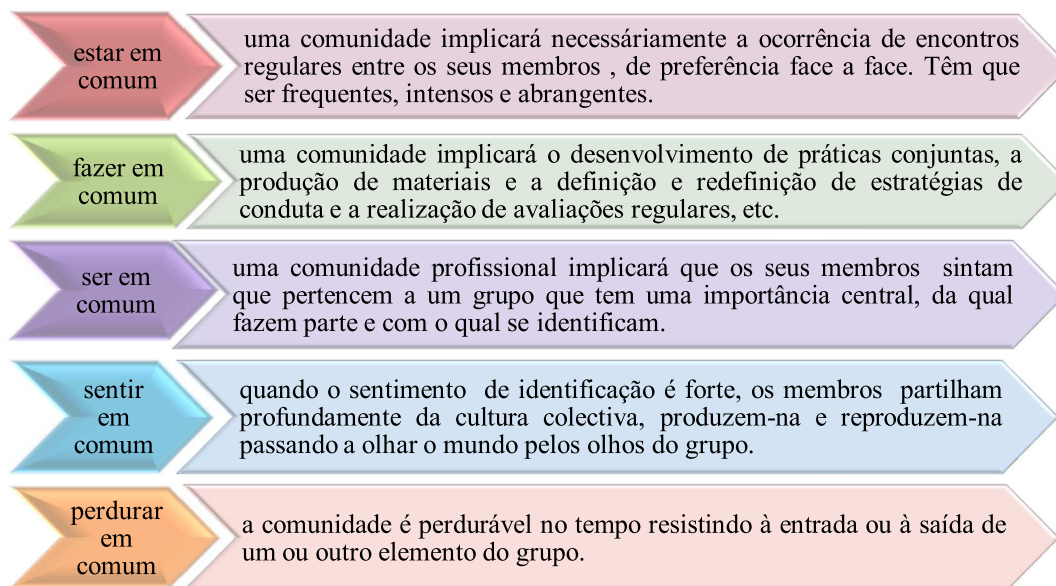 estar em
comum
uma comunidade implicará necessáriamente a ocorrência de encontros
regulares entre os seus membros , de preferência face a face. Têm que
ser frequentes, intensos e abrangentes.
fazer em
comum
uma comunidade implicará o desenvolvimento de práticas conjuntas, a
produção de materiais e a definição e redefinição de estratégias de
conduta e a realização de avaliações regulares, etc.
ser em
comum
uma comunidade profissional implicará que os seus membros sintam
que pertencem a um grupo que tem uma importância central, da qual
fazem parte e com o qual se identificam.
sentir
em
comum
quando o sentimento de identificação é forte, os membros partilham
profundamente da cultura colectiva, produzem-na e reproduzem-na
passando a olhar o mundo pelos olhos do grupo.
perdurar
em
comum
a comunidade é perdurável no tempo resistindo à entrada ou à saída de
um ou outro elemento do grupo.